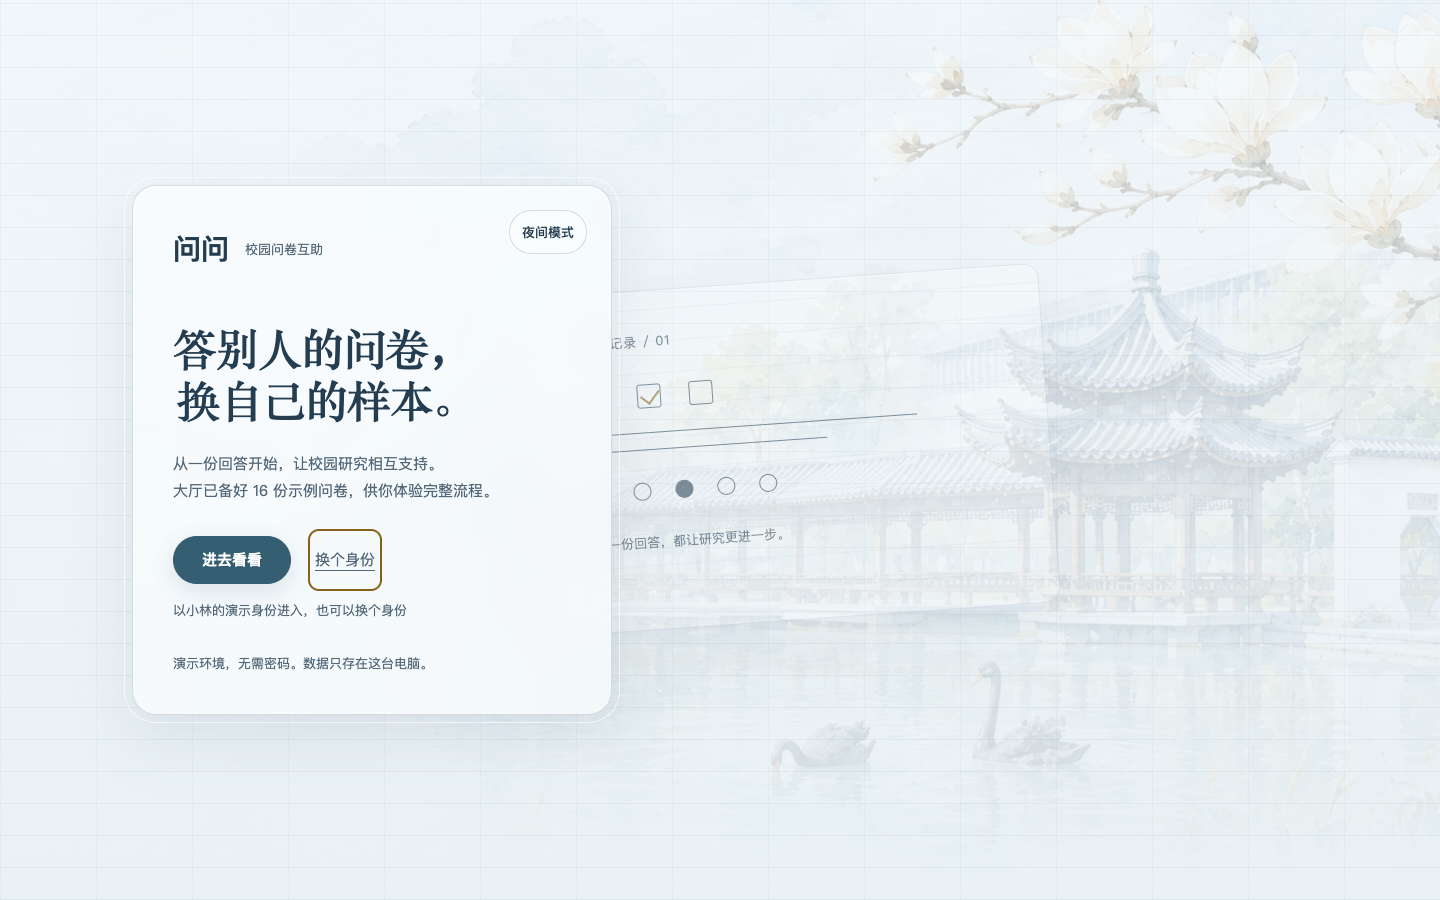 问问 校园问卷互助
夜间模式
答别人的问卷，
换自己的样本。
从一份回答开始，让校园研究相互支持。
大厅已备好 16 份示例问卷，供你体验完整流程。
进去看看
换个身份
以小林的演示身份进入，也可以换个身份
演示环境，无需密码。数据只存在这台电脑。
记录 / 01
一份回答，都让研究更进一步。